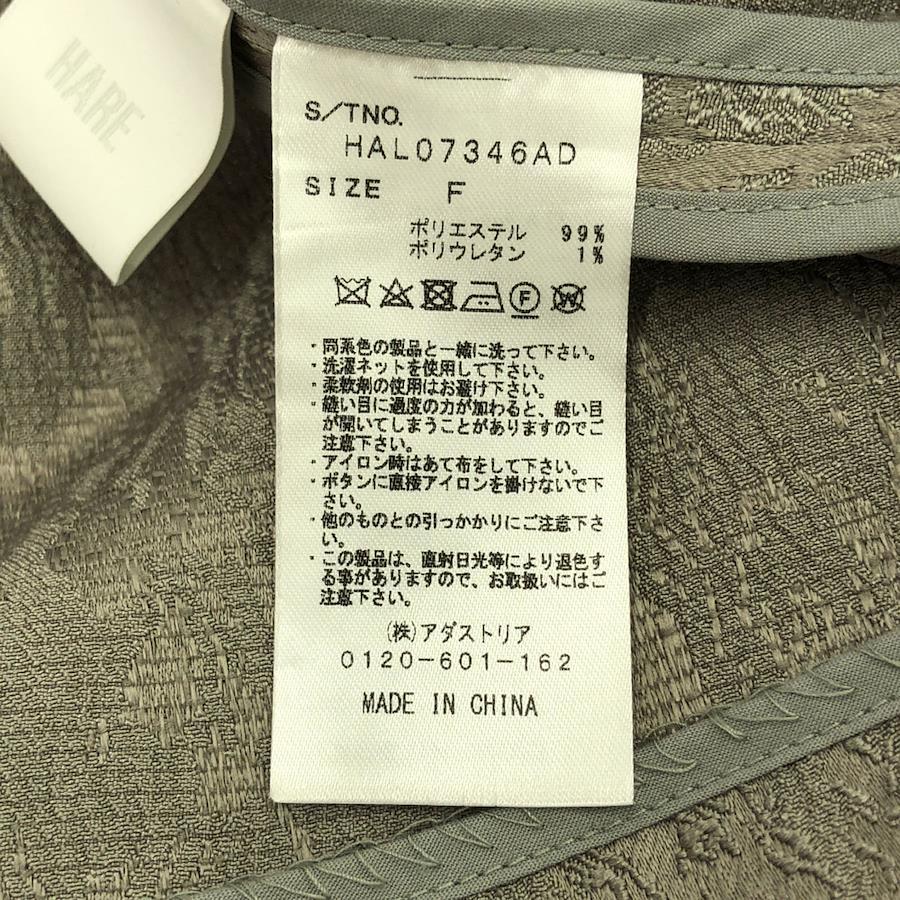 HARE
S/TNO.
HAL07346AD
SIZE F
ポリエステル 99%
ポリウレタン 1%
F W
・同系色の製品と一緒に洗って下さい。
・洗濯ネットを使用して下さい。
・柔軟剤の使用はお避け下さい。
・縫い目に過度の力が加わると、縫い目
が開いてしまうことがありますのでご
注意下さい。
・アイロン時はあて布をして下さい。
・ボタンに直接アイロンを掛けないで下
さい。
・他のものとの引っかかりにご注意下さ
い。
・この製品は、直射日光等により退色す
る事がありますので、お取扱いにはご
注意下さい。
(株)アダストリア
0120-601-162
MADE IN CHINA